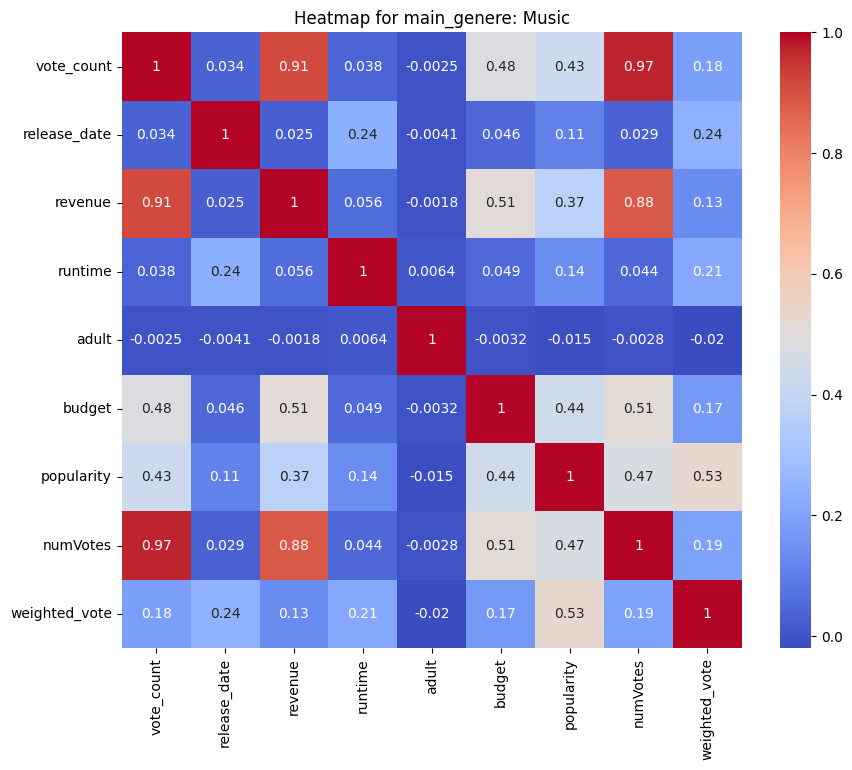 Heatmap for main_genere: Music
vote_count 1 0.034 0.91 0.038 -0.0025 0.48 0.43 0.97 0.18
release_date 0.034 1 0.025 0.24 -0.0041 0.046 0.11 0.029 0.24
revenue 0.91 0.025 1 0.056 -0.0018 0.51 0.37 0.88 0.13
runtime 0.038 0.24 0.056 1 0.0064 0.049 0.14 0.044 0.21
adult -0.0025 -0.0041 -0.0018 0.0064 1 -0.0032 -0.015 -0.0028 -0.02
budget 0.48 0.046 0.51 0.049 -0.0032 1 0.44 0.51 0.17
popularity 0.43 0.11 0.37 0.14 -0.015 0.44 1 0.47 0.53
numVotes 0.97 0.029 0.88 0.044 -0.0028 0.51 0.47 1 0.19
weighted_vote 0.18 0.24 0.13 0.21 -0.02 0.17 0.53 0.19 1
vote_count release_date revenue runtime adult budget popularity numVotes weighted_vote
1.0
0.8
0.6
0.4
0.2
0.0